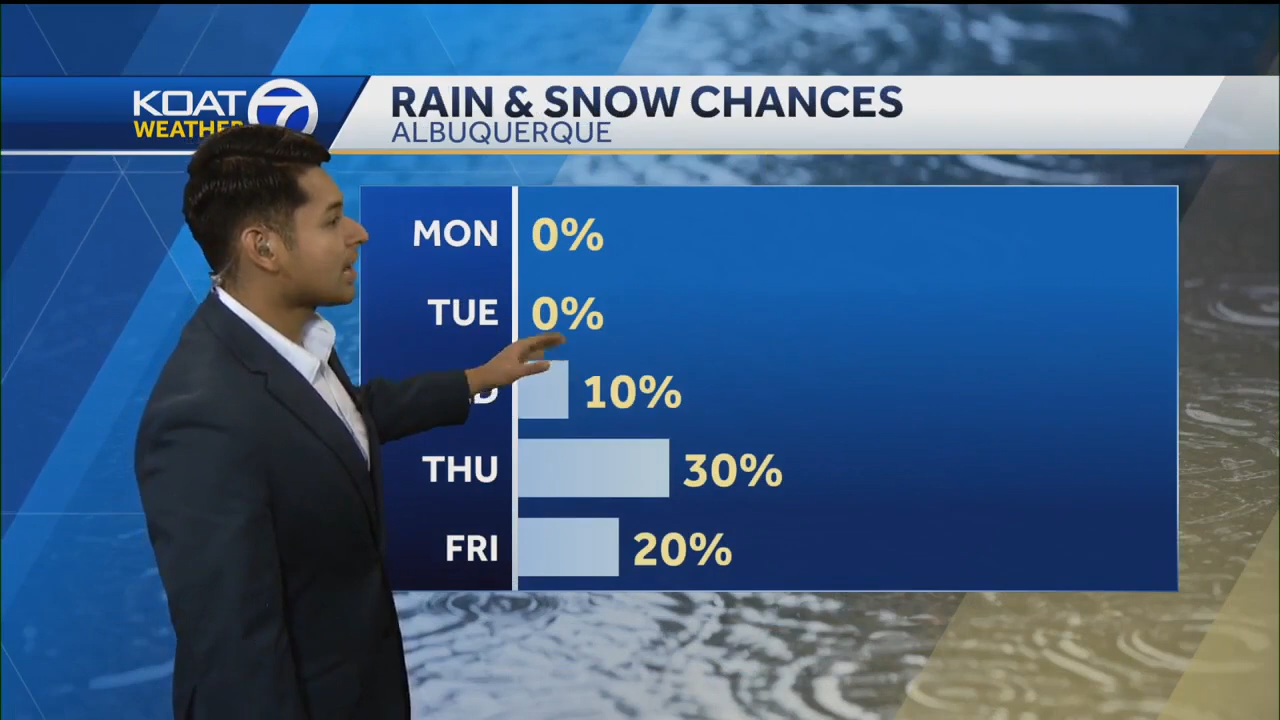 KOAT 7
WEATHER
RAIN & SNOW CHANCES
ALBUQUERQUE
MON 0%
TUE 0%
10%
THU 30%
FRI 20%